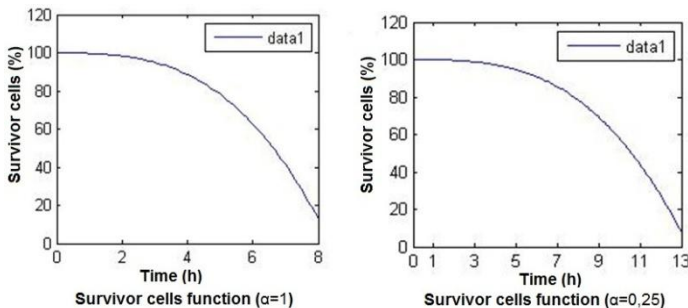 120
100
80
60
40
20
0
Survivor cells (%)
data1
0 2 4 6 8
Time (h)
Survivor cells function (α=1)
120
100
80
60
40
20
0
Survivor cells (%)
data1
0 1 3 5 7 9 11 13
Time (h)
Survivor cells function (α=0,25)